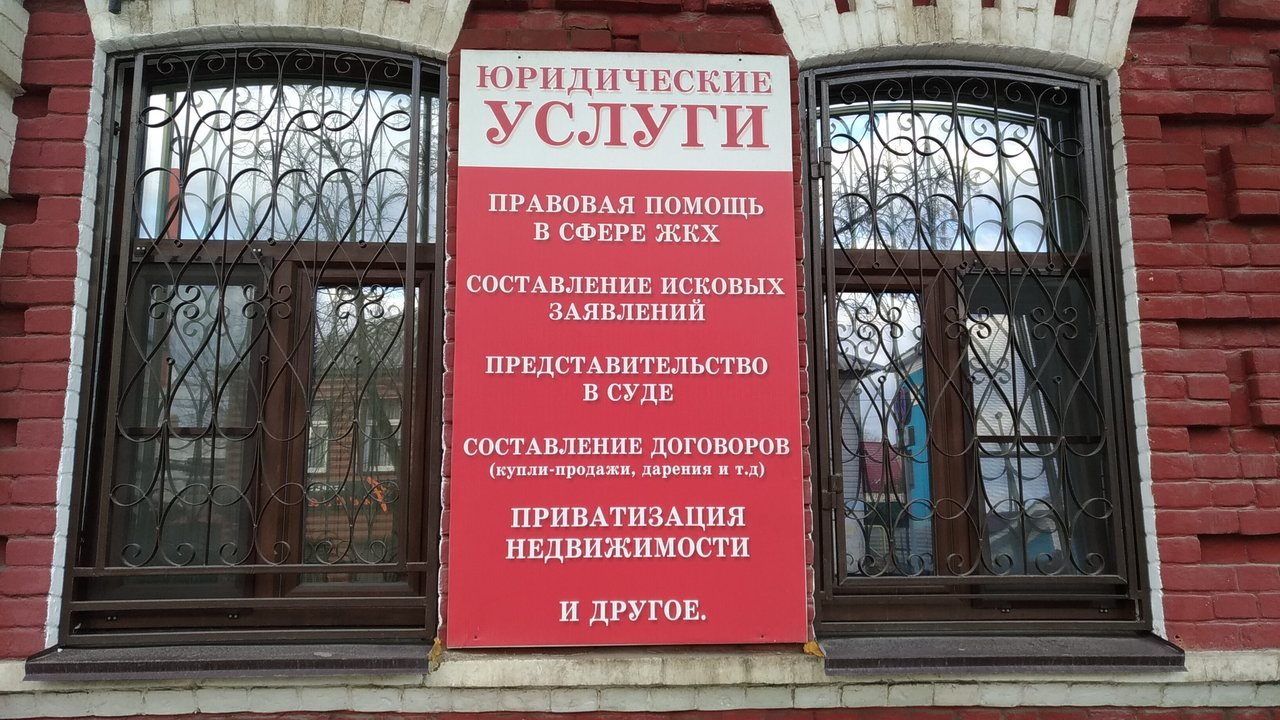 ЮРИДИЧЕСКИЕ
УСЛУГИ
ПРАВОВАЯ ПОМОЩЬ
В СФЕРЕ ЖКХ
СОСТАВЛЕНИЕ ИСКОВЫХ
ЗАЯВЛЕНИЙ
ПРЕДСТАВИТЕЛЬСТВО
В СУДЕ
СОСТАВЛЕНИЕ ДОГОВОРОВ
(купли-продажи, дарения и т.д)
ПРИВАТИЗАЦИЯ
НЕДВИЖИМОСТИ
И ДРУГОЕ.